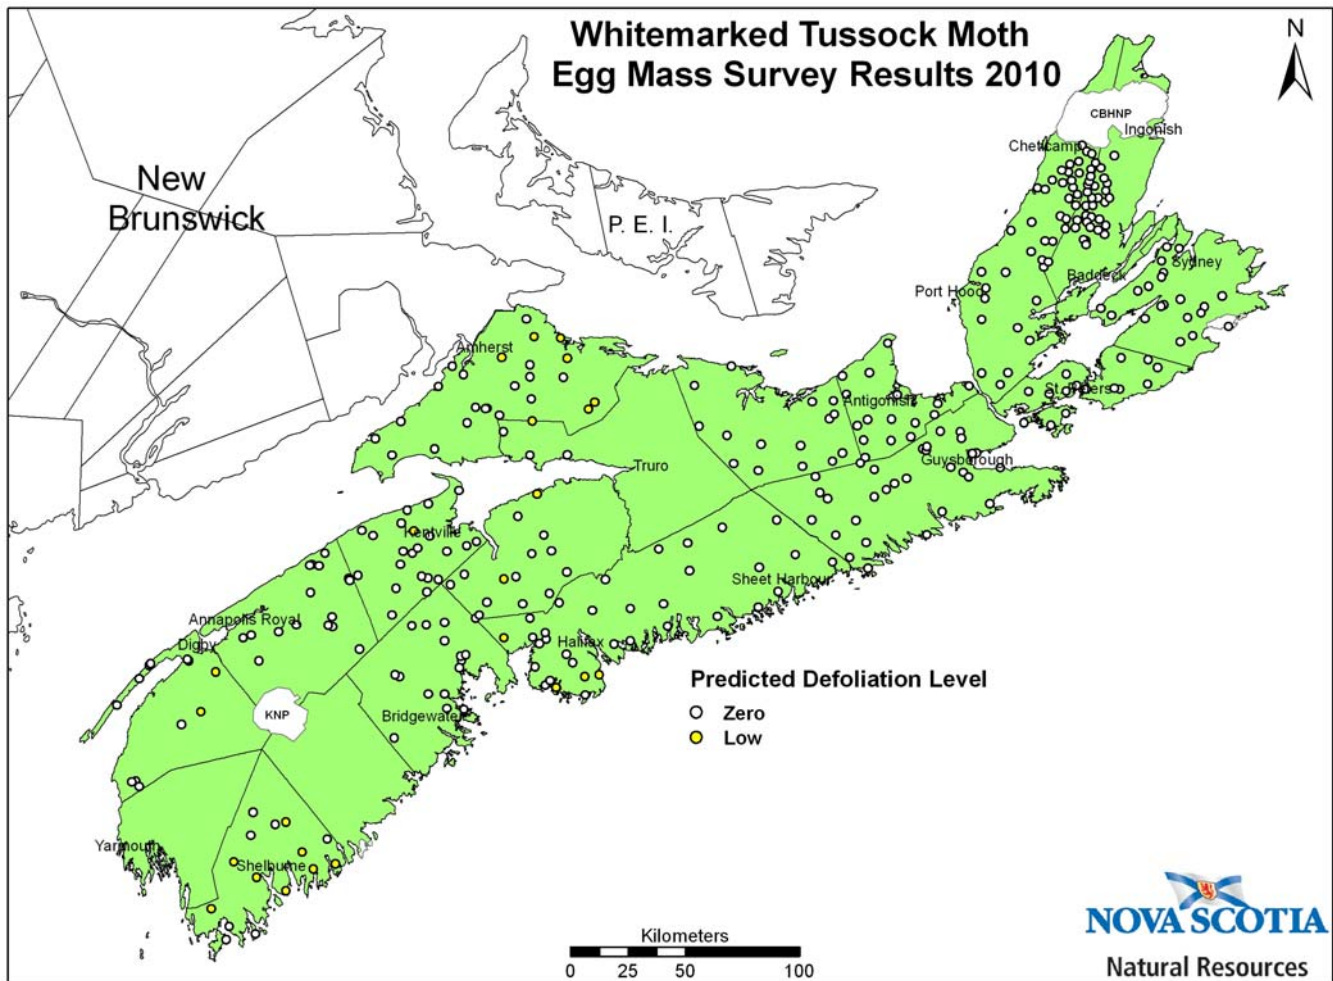 Whitemarked Tussock Moth
Egg Mass Survey Results 2010
N
CBHNP
Ingonish
Cheticamp
New
Brunswick
P. E. I.
Baddeck
Sydney
Port Hood
Amherst
Antigonish
St. Peters
Truro
Guysborough
Kentville
Sheet Harbour
Annapolis Royal
Digby
Halifax
KNP
Bridgewater
Predicted Defoliation Level
Zero
Low
Yarmouth
Shelburne
Kilometers
0 25 50 100
NOVA SCOTIA
Natural Resources